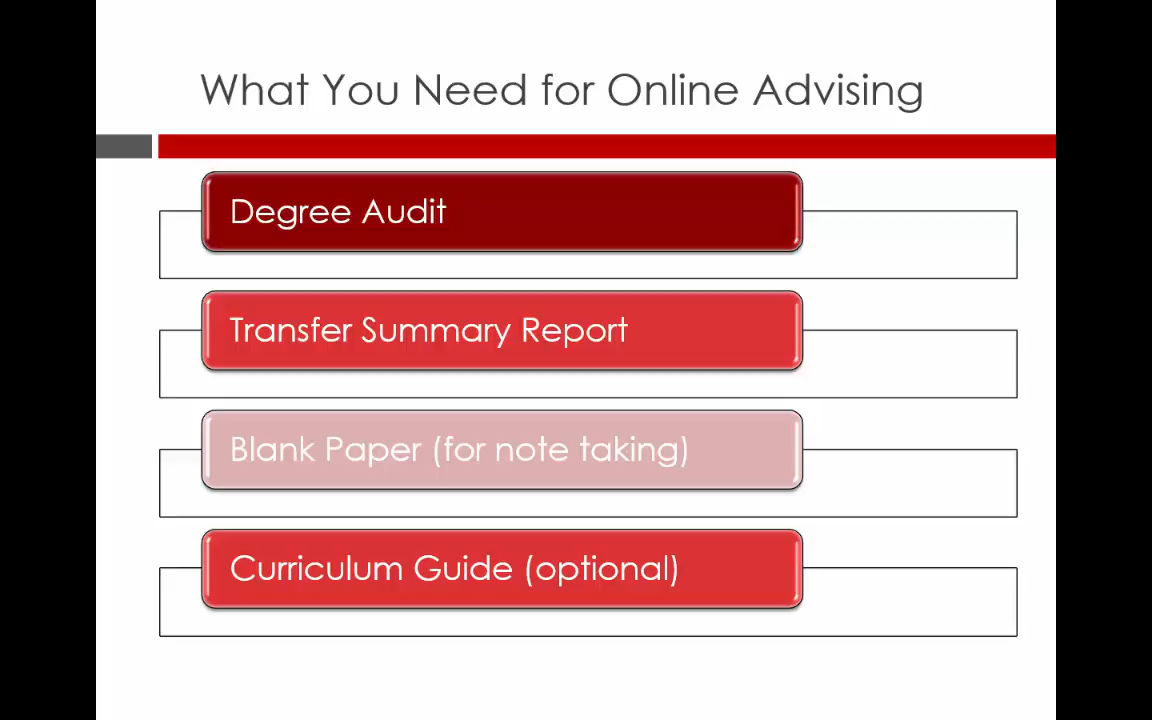 What You Need for Online Advising
Degree Audit
Transfer Summary Report
Blank Paper (for note taking)
Curriculum Guide (optional)